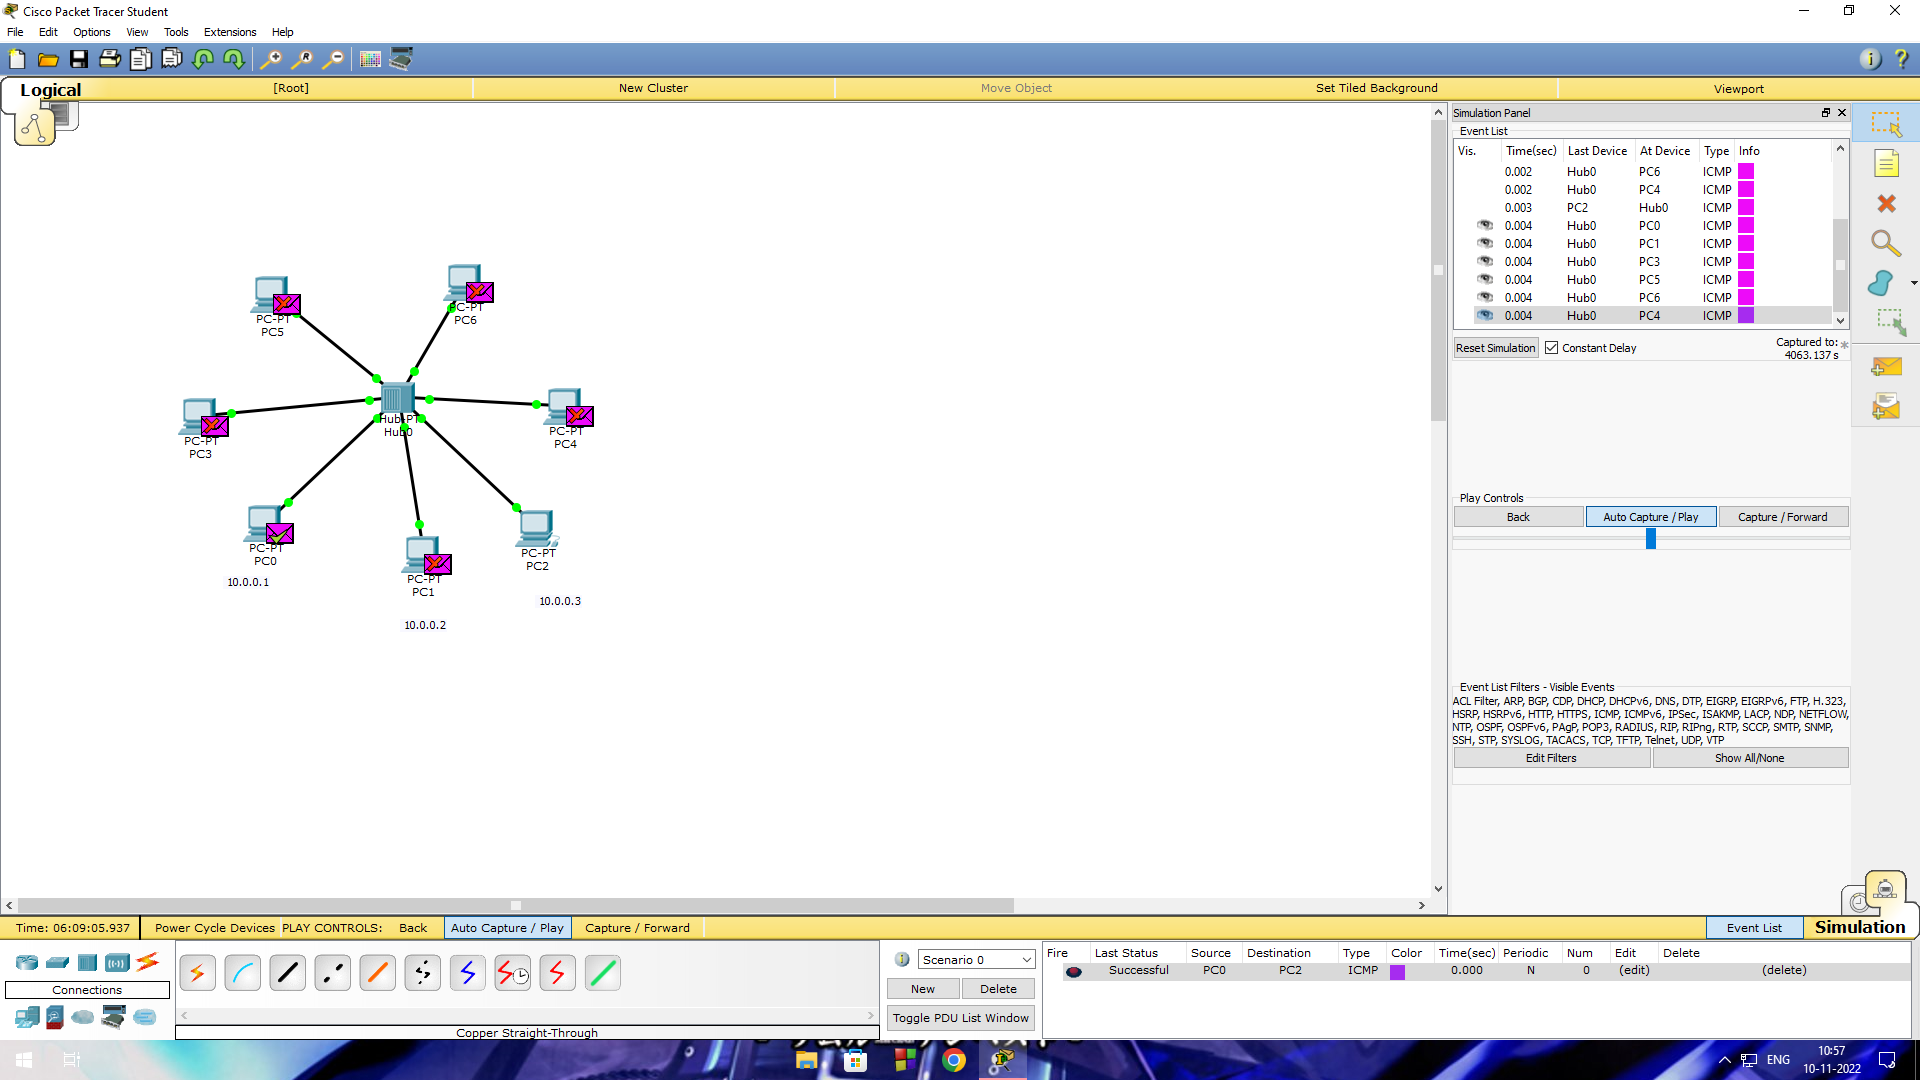 Cisco Packet Tracer Student
File Edit Options View Tools Extensions Help
Logical [Root] New Cluster Move Object Set Tiled Background Viewport
Simulation Panel
Event List
Vis. Time(sec) Last Device At Device Type Info
0.002 Hub0 PC6 ICMP
0.002 Hub0 PC4 ICMP
0.003 PC2 Hub0 ICMP
0.004 Hub0 PC0 ICMP
0.004 Hub0 PC1 ICMP
0.004 Hub0 PC3 ICMP
0.004 Hub0 PC5 ICMP
0.004 Hub0 PC6 ICMP
0.004 Hub0 PC4 ICMP
Reset Simulation Constant Delay Captured to:
4063.137 s
PC-PT
PC5
PC-PT
PC6
PC-PT
PC3
Hub-PT
Hub0
PC-PT
PC4
PC-PT
PC0
10.0.0.1
PC-PT
PC1
10.0.0.2
PC-PT
PC2
10.0.0.3
Play Controls
Back Auto Capture / Play Capture / Forward
Event List Filters - Visible Events
ACL Filter, ARP, BGP, CDP, DHCP, DHCPv6, DNS, DTP, EIGRP, EIGRPv6, FTP, H.323,
HSRP, HSRPv6, HTTP, HTTPS, ICMP, ICMPv6, IPSec, ISAKMP, LACP, NDP, NETFLOW,
NTP, OSPF, OSPFv6, PAgP, POP3, RADIUS, RIP, RIPng, RTP, SCCP, SMTP, SNMP,
SSH, STP, SYSLOG, TACACS, TCP, TFTP, Telnet, UDP, VTP
Edit Filters Show All/None
Time: 06:09:05.937 Power Cycle Devices PLAY CONTROLS: Back Auto Capture / Play Capture / Forward Event List Simulation
Connections
Copper Straight-Through
Scenario 0
New Delete
Toggle PDU List Window
Fire Last Status Source Destination Type Color Time(sec) Periodic Num Edit Delete
Successful PC0 PC2 ICMP 0.000 N 0 (edit) (delete)
ENG 10:57
10-11-2022